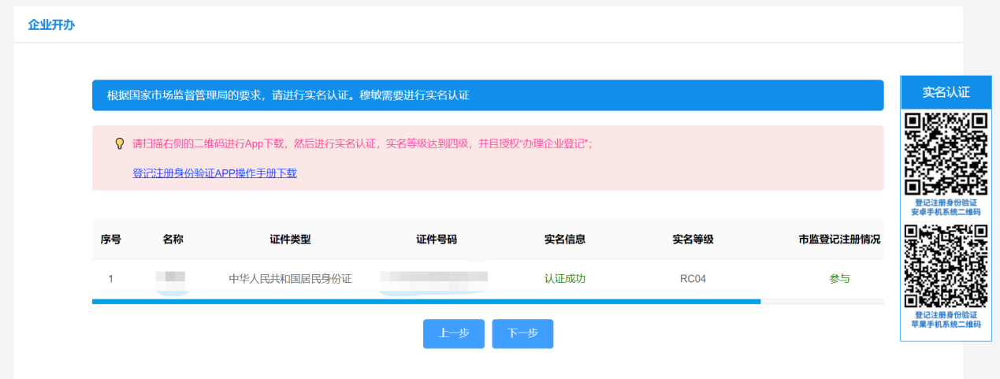 企业开办
根据国家市场监督管理局的要求，请进行实名认证。穆敏需要进行实名认证
请扫描右侧的二维码进行App下载，然后进行实名认证，实名等级达到四级，并且授权“办理企业登记”；
登记注册身份验证APP操作手册下载
序号 名称 证件类型 证件号码 实名信息 实名等级 市监登记注册情况
1 中华人民共和国居民身份证 认证成功 RC04 参与
上一步 下一步
实名认证
登记注册身份验证
安卓手机系统二维码
登记注册身份验证
苹果手机系统二维码